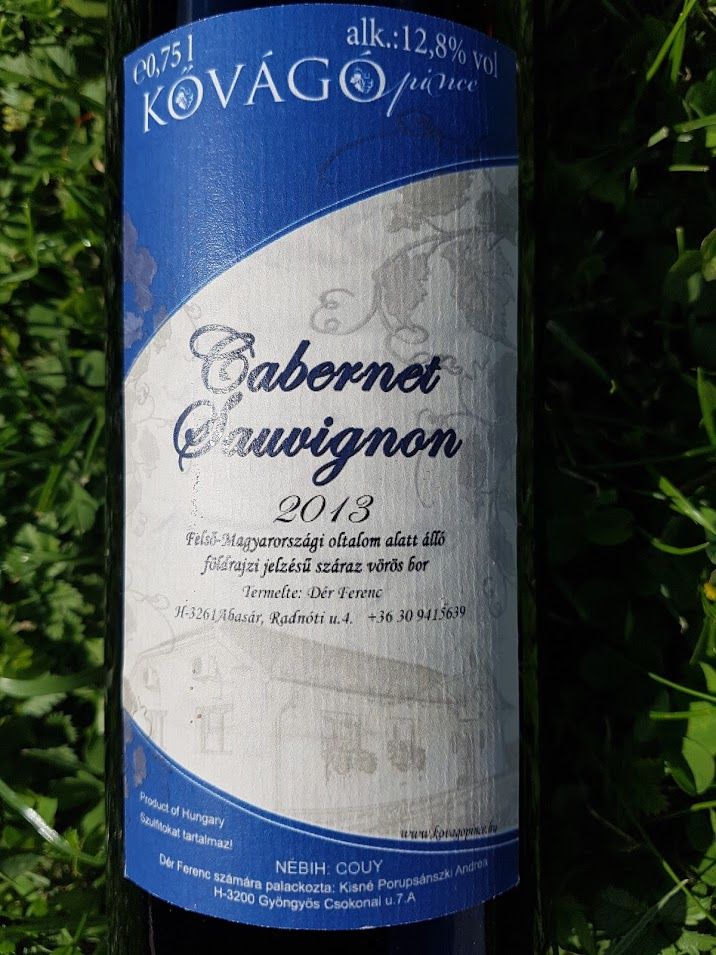 ℮0,75 l
alk.:12,8% vol
KŐVÁGÓ pince
Cabernet
Sauvignon
2013
Felső-Magyarországi oltalom alatt álló
földrajzi jelzésű száraz vörös bor
Termelte: Dér Ferenc
H-3261Abasár, Radnóti u.4. +36 30 9415639
www.kovagopince.hu
Product of Hungary
Szulfitokat tartalmaz!
NÉBIH: COUY
Dér Ferenc számára palackozta: Kisné Porupsánszki Andrea
H-3200 Gyöngyös Csokonai u.7.A